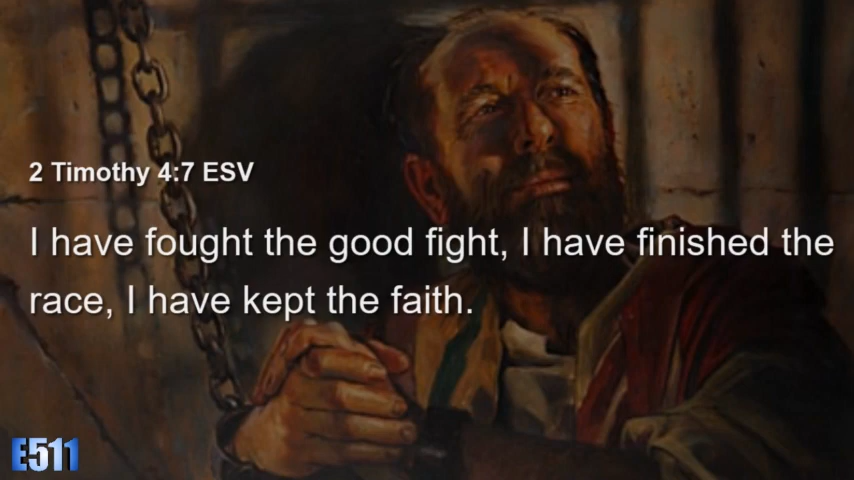 2 Timothy 4:7 ESV
I have fought the good fight, I have finished the
race, I have kept the faith.
E511